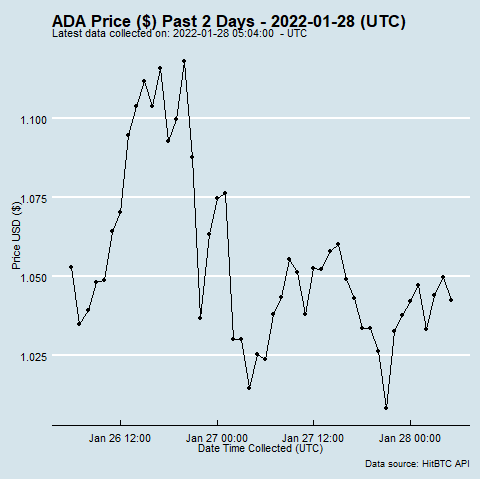 ADA Price ($) Past 2 Days - 2022-01-28 (UTC)
Latest data collected on: 2022-01-28 05:04:00 - UTC
1.100
1.075
1.050
1.025
Price USD ($)
Jan 26 12:00
Jan 27 00:00
Jan 27 12:00
Jan 28 00:00
Date Time Collected (UTC)
Data source: HitBTC API